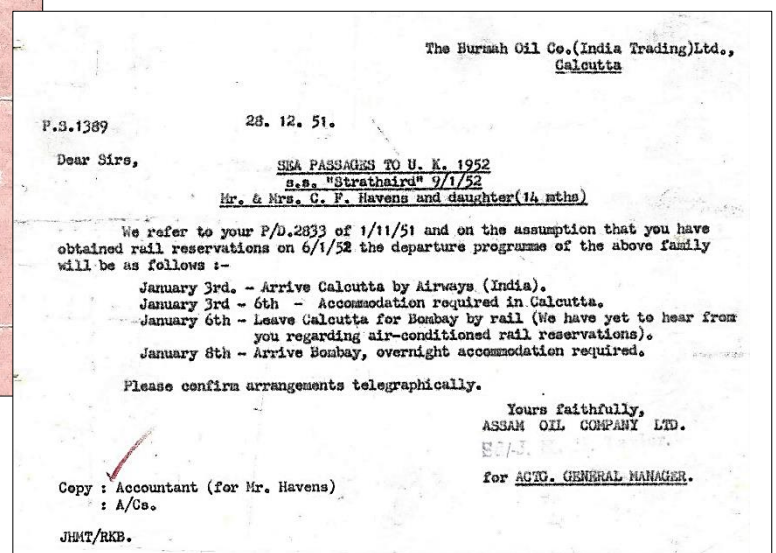 The Burmah Oil Co.(India Trading)Ltd.,
Calcutta
P.S.1389
28. 12. 51.
Dear Sirs,
SEA PASSAGES TO U. K. 1952
s.s. "Strathaird" 9/1/52
Mr. & Mrs. C. F. Havens and daughter(14 mths)
We refer to your P/D.2833 of 1/11/51 and on the assumption that you have
obtained rail reservations on 6/1/52 the departure programme of the above family
will be as follows :-
January 3rd. - Arrive Calcutta by Airways (India).
January 3rd - 6th - Accommodation required in Calcutta.
January 6th - Leave Calcutta for Bombay by rail (We have yet to hear from
you regarding air-conditioned rail reservations).
January 8th - Arrive Bombay, overnight accommodation required.
Please confirm arrangements telegraphically.
Yours faithfully,
ASSAM OIL COMPANY LTD.
for ACTG. GENERAL MANAGER.
Copy : Accountant (for Mr. Havens)
: A/Cs.
JHMT/RKB.